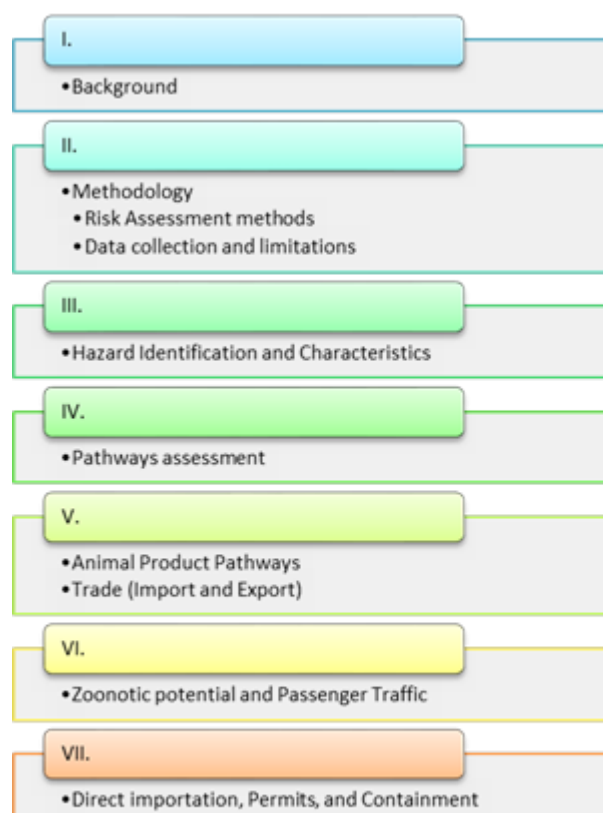 I.
•Background
II.
•Methodology
•Risk Assessment methods
•Data collection and limitations
III.
•Hazard Identification and Characteristics
IV.
•Pathways assessment
V.
•Animal Product Pathways
•Trade (Import and Export)
VI.
•Zoonotic potential and Passenger Traffic
VII.
•Direct importation, Permits, and Containment